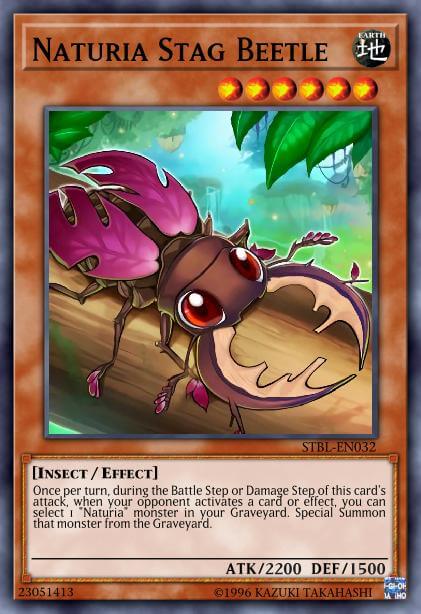 NATURIA STAG BEETLE
EARTH
地
STBL-EN032
[INSECT / EFFECT]
Once per turn, during the Battle Step or Damage Step of this card's
attack, when your opponent activates a card or effect, you can
select 1 "Naturia" monster in your Graveyard. Special Summon
that monster from the Graveyard.
ATK/2200 DEF/1500
23051413
©1996 KAZUKI TAKAHASHI